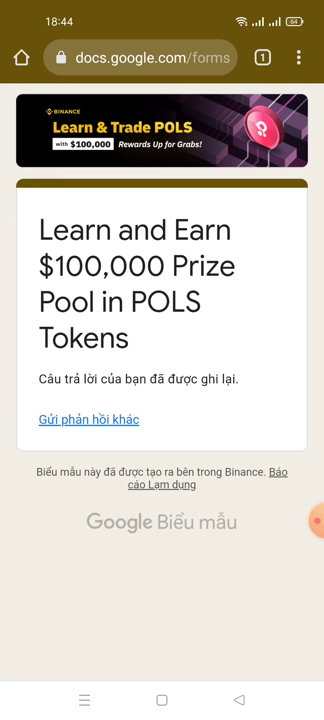 18:44
64
docs.google.com/forms
1
BINANCE
Learn & Trade POLS
with $100,000 Rewards Up for Grabs!
Learn and Earn
$100,000 Prize
Pool in POLS
Tokens
Câu trả lời của bạn đã được ghi lại.
Gửi phản hồi khác
Biểu mẫu này đã được tạo ra bên trong Binance. Báo
cáo Lạm dụng
Google Biểu mẫu